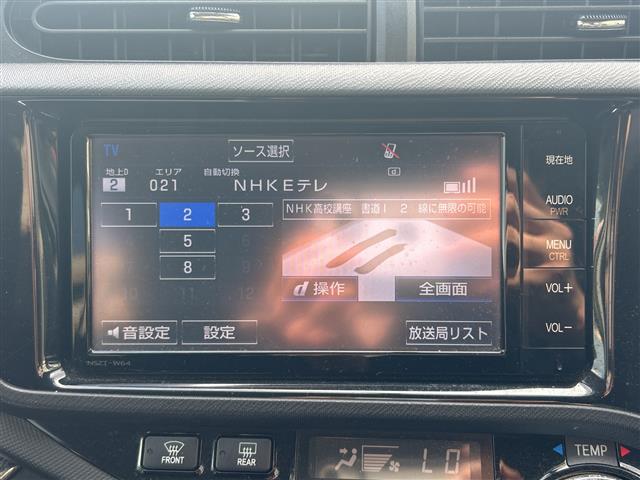 TV
ソース選択
地上D エリア 自動切換
2 021 NHKEテレ
d
1 2 3
5
8
10 11 12
NHK高校講座 書道Ⅰ 2 線に無限の可能
d 操作 全画面
音設定 設定 放送局リスト
NSZT-W64
現在地
AUDIO
PWR
MENU
CTRL
VOL+
VOL−
FRONT
REAR
LO
TEMP